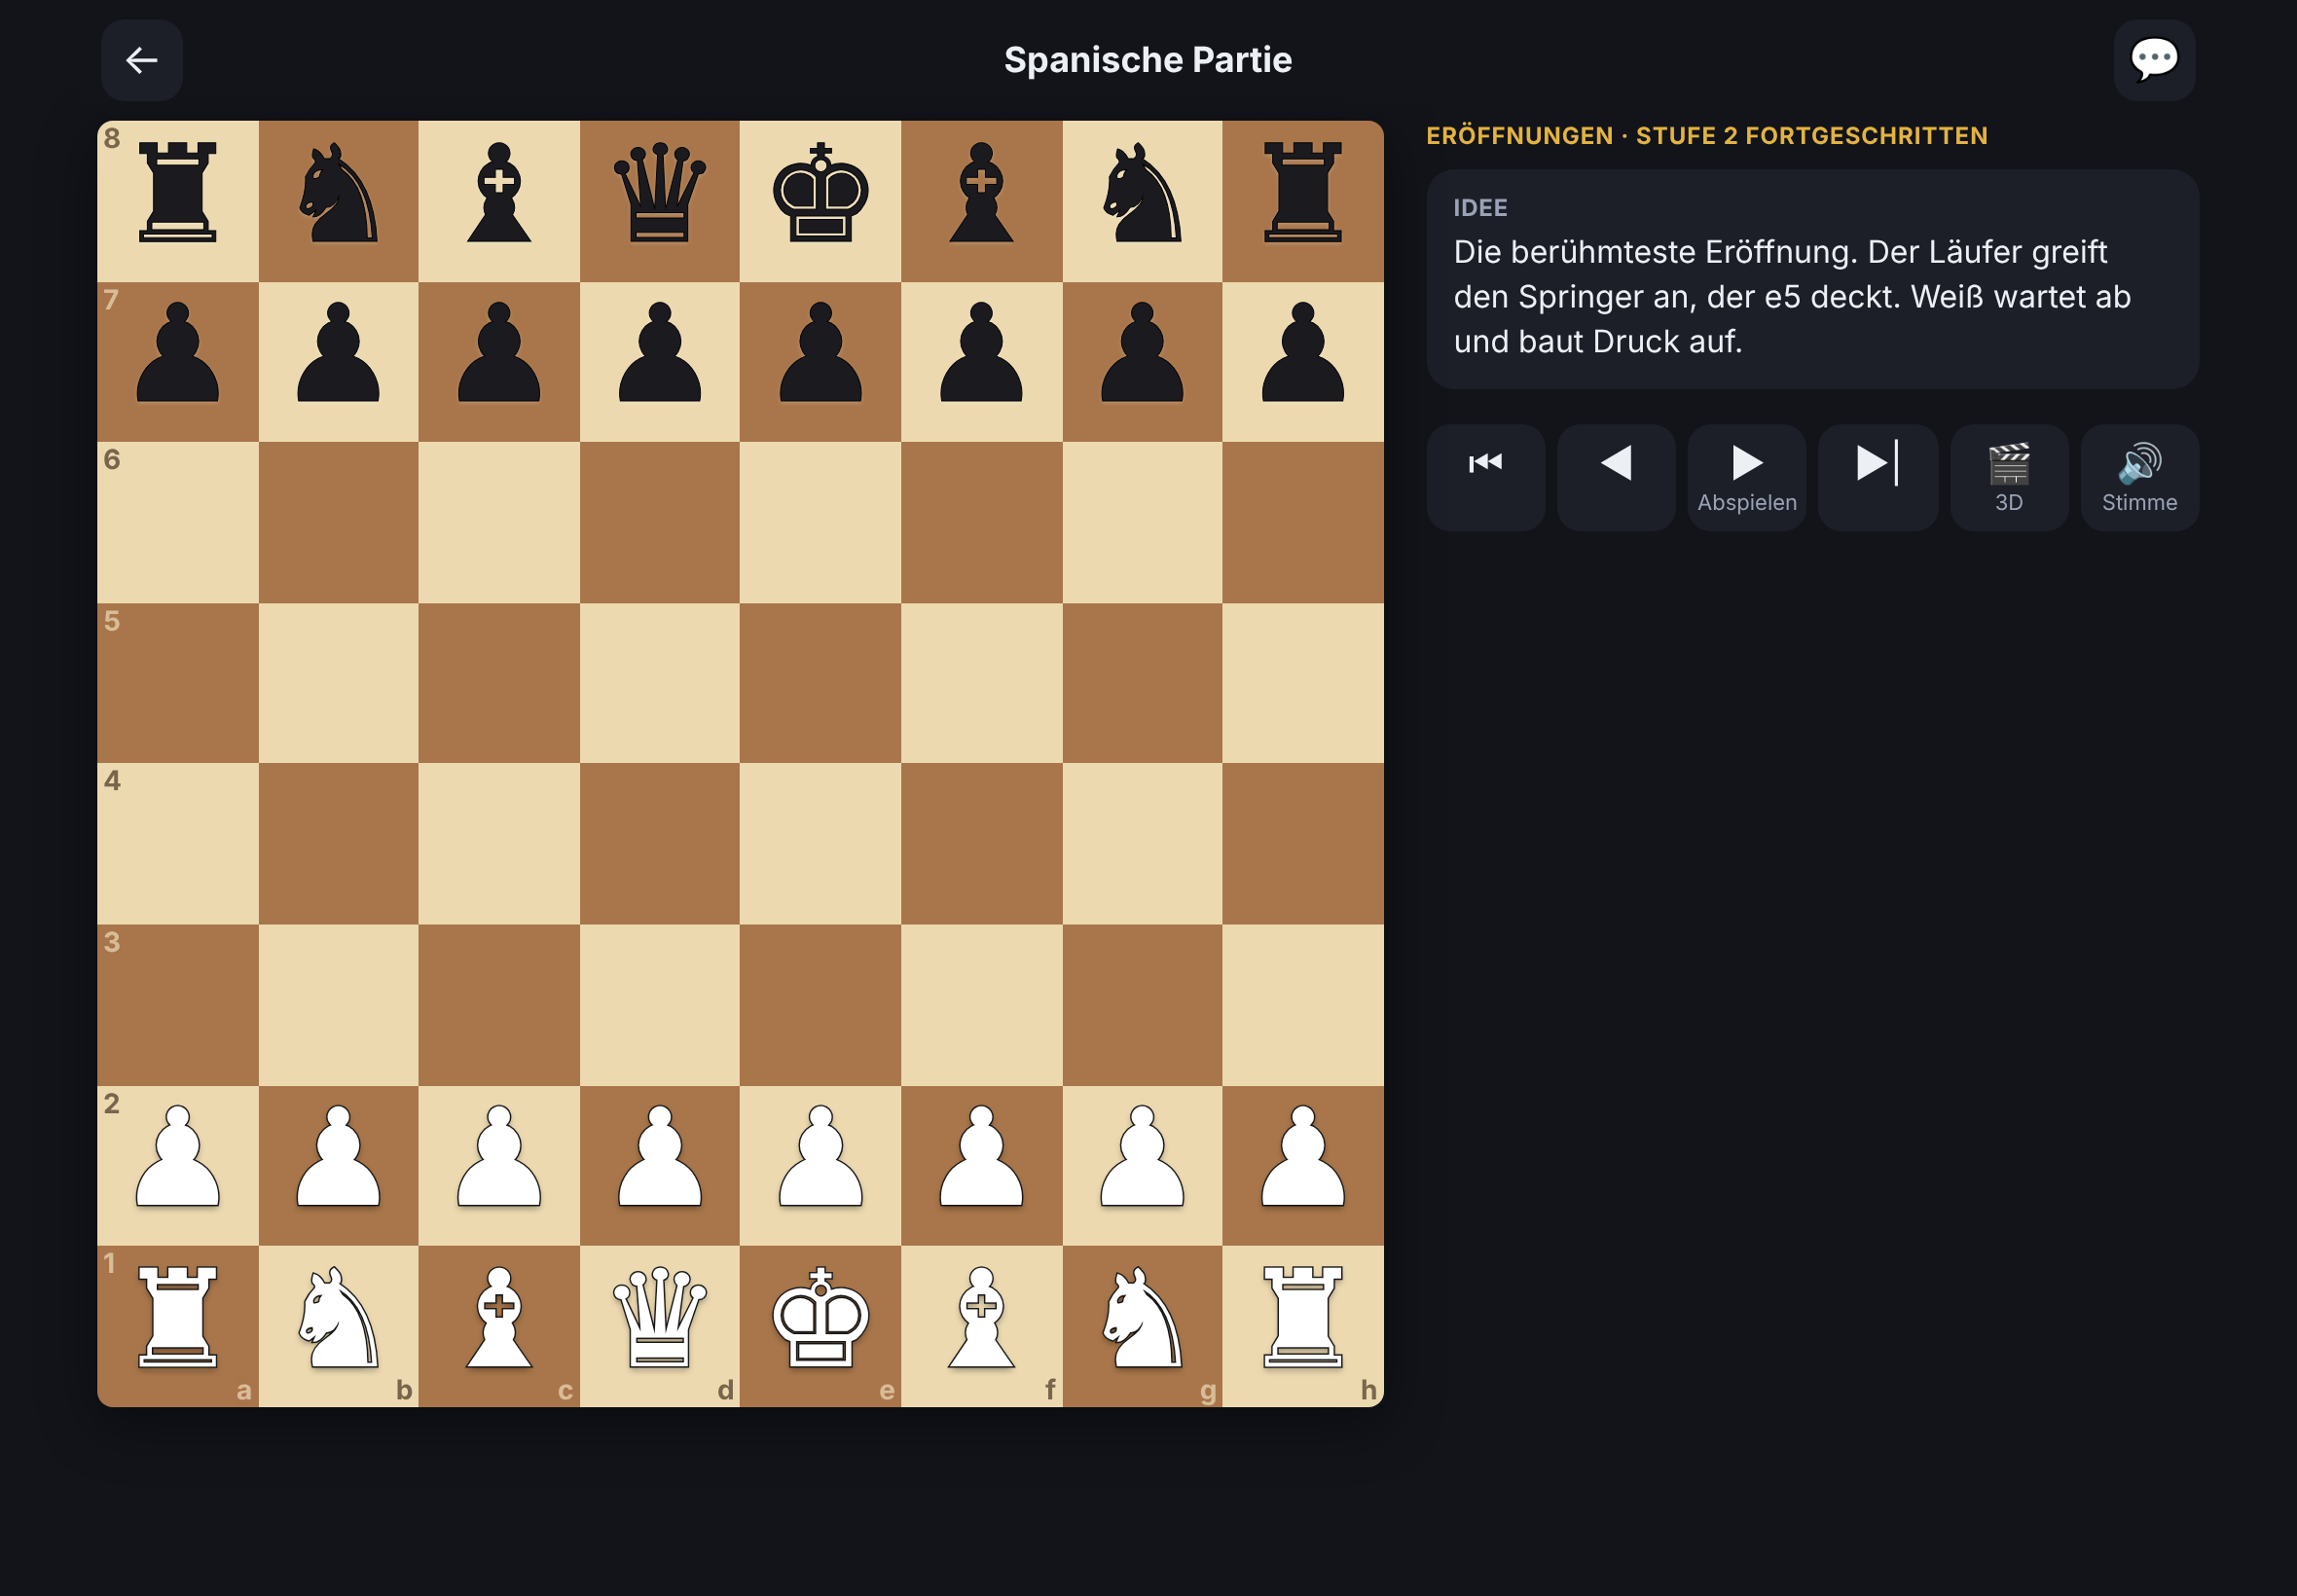 Spanische Partie
ERÖFFNUNGEN · STUFE 2 FORTGESCHRITTEN
IDEE
Die berühmteste Eröffnung. Der Läufer greift
den Springer an, der e5 deckt. Weiß wartet ab
und baut Druck auf.
Abspielen
3D
Stimme
8
7
6
5
4
3
2
1
a b c d e f g h